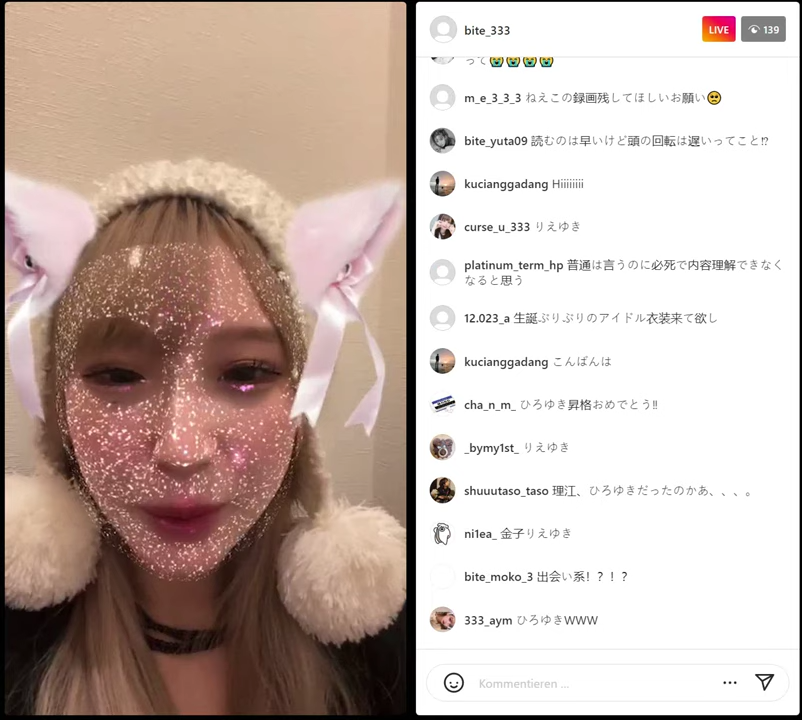 bite_333
LIVE
139
って😭😭😭😭
m_e_3_3_3 ねえこの録画残してほしいお願い🥺
bite_yuta09 読むのは早いけど頭の回転は遅いってこと⁉
kucianggadang Hiiiiiiii
curse_u_333 りえゆき
platinum_term_hp 普通は言うのに必死で内容理解できなく
なると思う
12.023_a 生誕ぶりぶりのアイドル衣装来て欲し
kucianggadang こんばんは
cha_n_m_ ひろゆき昇格おめでとう‼
_bymy1st_ りえゆき
shuuutaso_taso 理江、ひろゆきだったのかあ、、、。
ni1ea_ 金子りえゆき
bite_moko_3 出会い系！？！？
333_aym ひろゆきWWW
Kommentieren ...